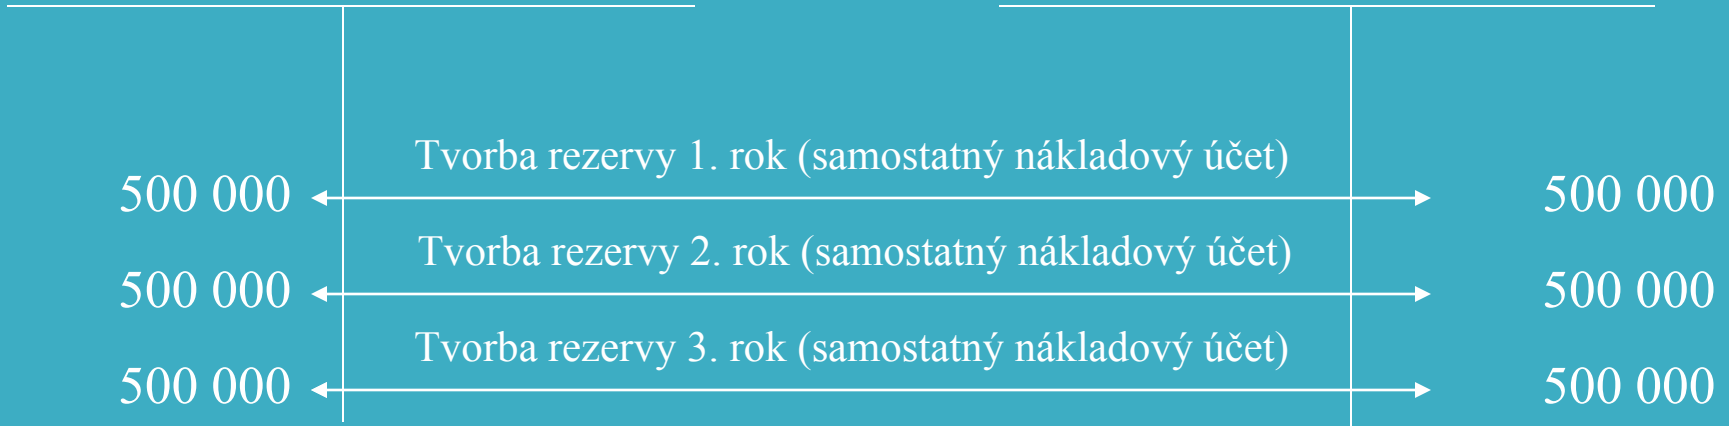 Tvorba rezervy 1. rok (samostatný nákladový účet)
500 000 500 000
Tvorba rezervy 2. rok (samostatný nákladový účet)
500 000 500 000
Tvorba rezervy 3. rok (samostatný nákladový účet)
500 000 500 000